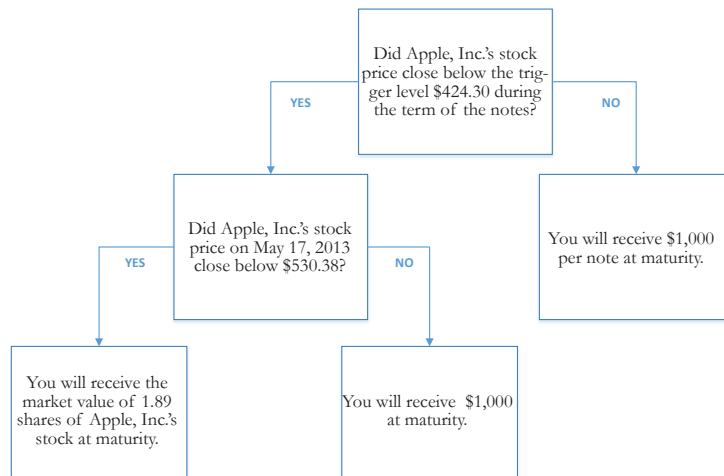 Did Apple, Inc.'s stock
price close below the trig-
ger level $424.30 during
the term of the notes?
YES
NO
Did Apple, Inc.'s stock
price on May 17, 2013
close below $530.38?
You will receive $1,000
per note at maturity.
YES
NO
You will receive the
market value of 1.89
shares of Apple, Inc.'s
stock at maturity.
You will receive $1,000
at maturity.